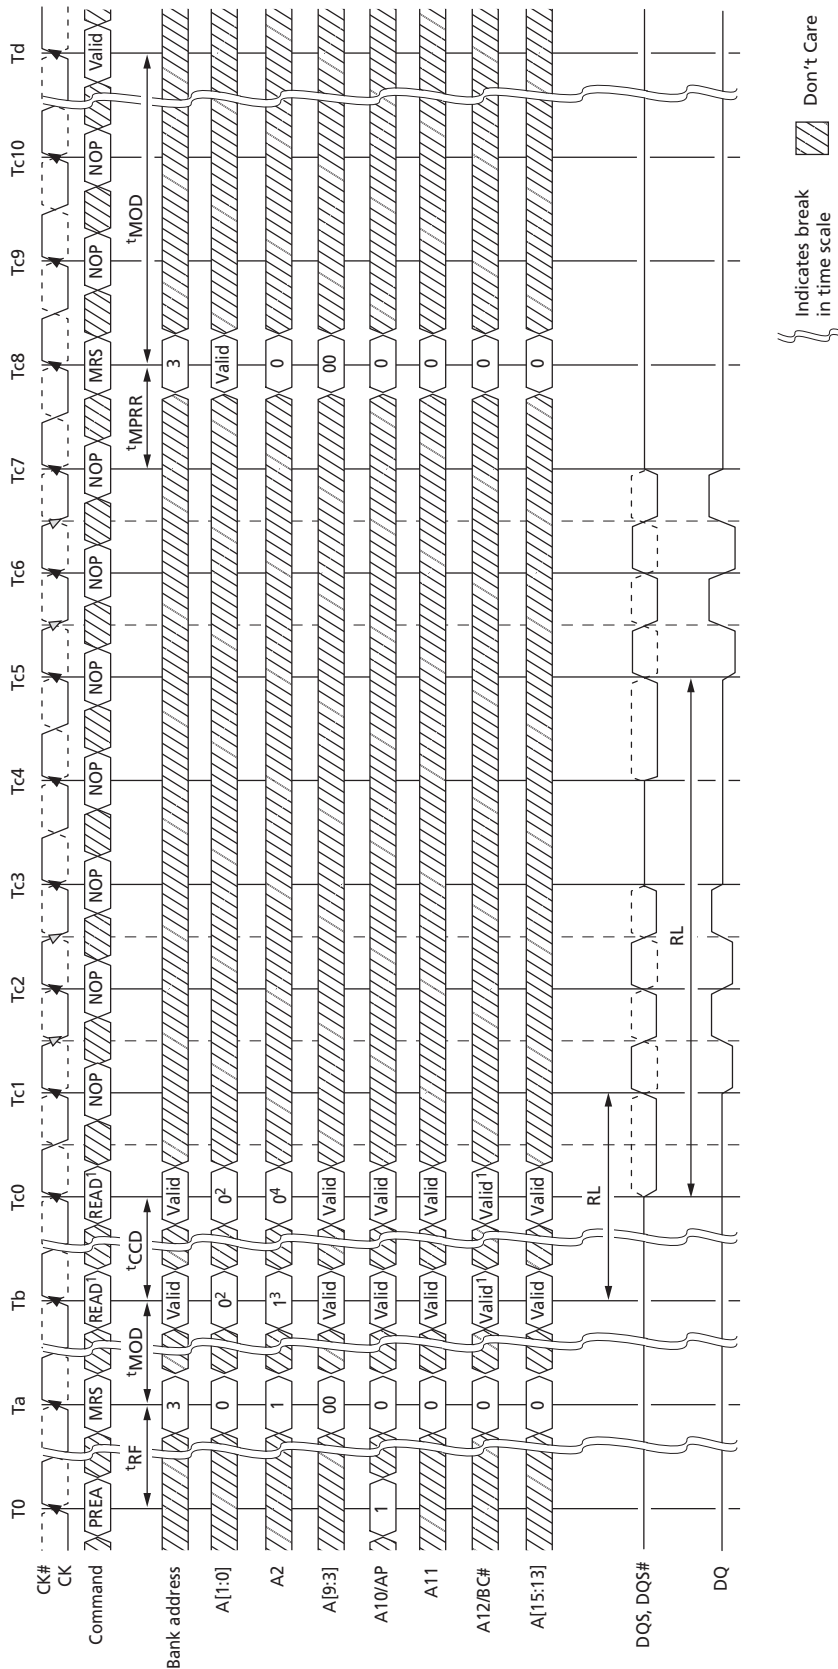 T0 Ta Tb Tc0 Tc1 Tc2 Tc3 Tc4 Tc5 Tc6 Tc7 Tc8 Tc9 Tc10 Td
CK#
CK
Command PREA MRS READ1 READ1 NOP NOP NOP NOP NOP NOP NOP MRS NOP NOP Valid
tRF tMOD tCCD tMPRR tMOD
Bank address 3 Valid Valid 3
A[1:0] 0 02 02 Valid
A2 1 13 04 0
A[9:3] 00 Valid Valid 00
A10/AP 1 0 Valid Valid 0
A11 0 Valid Valid 0
A12/BC# 0 Valid1 Valid1 0
A[15:13] 0 Valid Valid 0
RL
DQS, DQS#
RL
DQ
Indicates break
in time scale
Don't Care